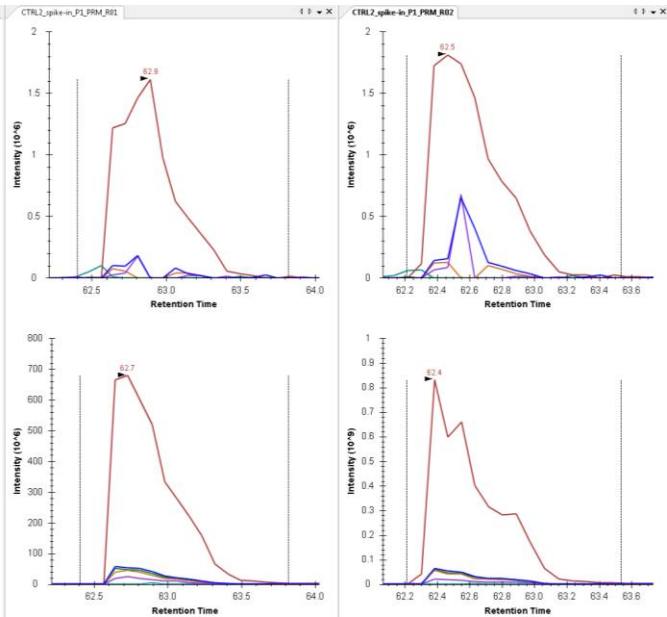 CTRL2_spike-in_P1_PRM_R01
2
1.5
1
0.5
0
Intensity (10^6)
62.8
62.5 63.0 63.5 64.0
Retention Time
CTRL2_spike-in_P1_PRM_R02
2
1.5
1
0.5
0
Intensity (10^6)
62.5
62.2 62.4 62.6 62.8 63.0 63.2 63.4 63.6
Retention Time
800
700
600
500
400
300
200
100
0
Intensity (10^6)
62.7
62.5 63.0 63.5 64.0
Retention Time
1
0.9
0.8
0.7
0.6
0.5
0.4
0.3
0.2
0.1
0
Intensity (10^9)
62.4
62.2 62.4 62.6 62.8 63.0 63.2 63.4 63.6
Retention Time